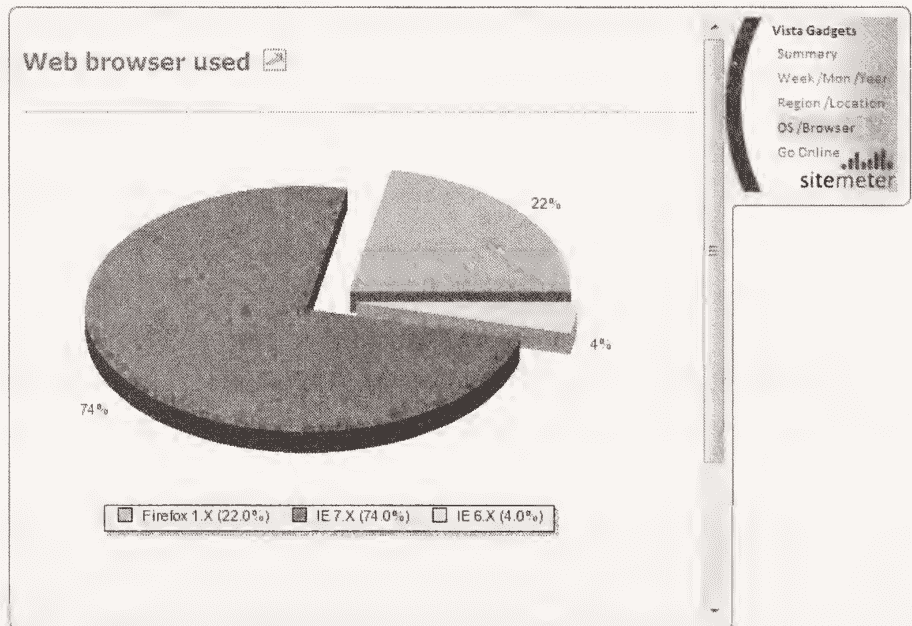 Web browser used
22%
4%
74%
Firefox 1.X (22.0%) IE 7.X (74.0%) IE 6.X (4.0%)
Vista Gadgets
Summary
Week /Mon /Year
Region /Location
OS /Browser
Go Online
sitemeter